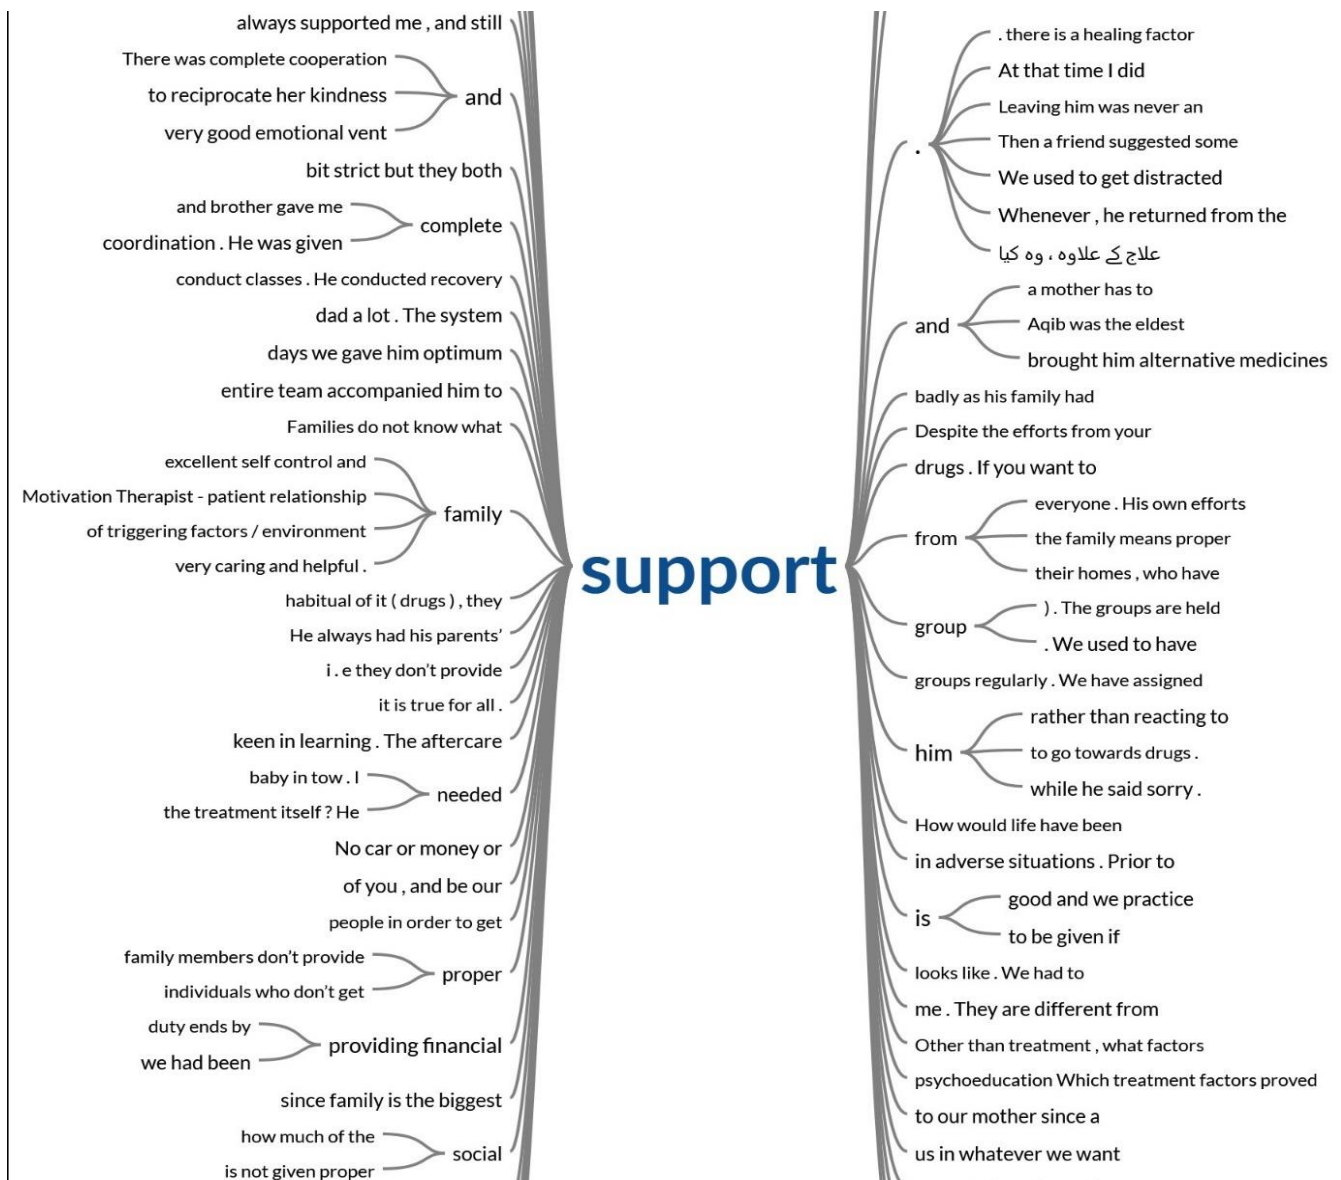 always supported me , and still
There was complete cooperation
to reciprocate her kindness
very good emotional vent
and
bit strict but they both
and brother gave me
coordination . He was given
complete
conduct classes . He conducted recovery
dad a lot . The system
days we gave him optimum
entire team accompanied him to
Families do not know what
excellent self control and
Motivation Therapist - patient relationship
of triggering factors / environment
very caring and helpful .
family
habitual of it ( drugs ) , they
He always had his parents’
i . e they don’t provide
it is true for all .
keen in learning . The aftercare
baby in tow . I
the treatment itself ? He
needed
No car or money or
of you , and be our
people in order to get
family members don’t provide
individuals who don’t get
proper
duty ends by
we had been
providing financial
since family is the biggest
how much of the
is not given proper
social
support
.
. there is a healing factor
At that time I did
Leaving him was never an
Then a friend suggested some
We used to get distracted
Whenever , he returned from the
علاج کے علاوہ ، وہ کیا
and
a mother has to
Aqib was the eldest
brought him alternative medicines
badly as his family had
Despite the efforts from your
drugs . If you want to
from
everyone . His own efforts
the family means proper
their homes , who have
group
) . The groups are held
. We used to have
groups regularly . We have assigned
him
rather than reacting to
to go towards drugs .
while he said sorry .
How would life have been
in adverse situations . Prior to
is
good and we practice
to be given if
looks like . We had to
me . They are different from
Other than treatment , what factors
psychoeducation Which treatment factors proved
to our mother since a
us in whatever we want